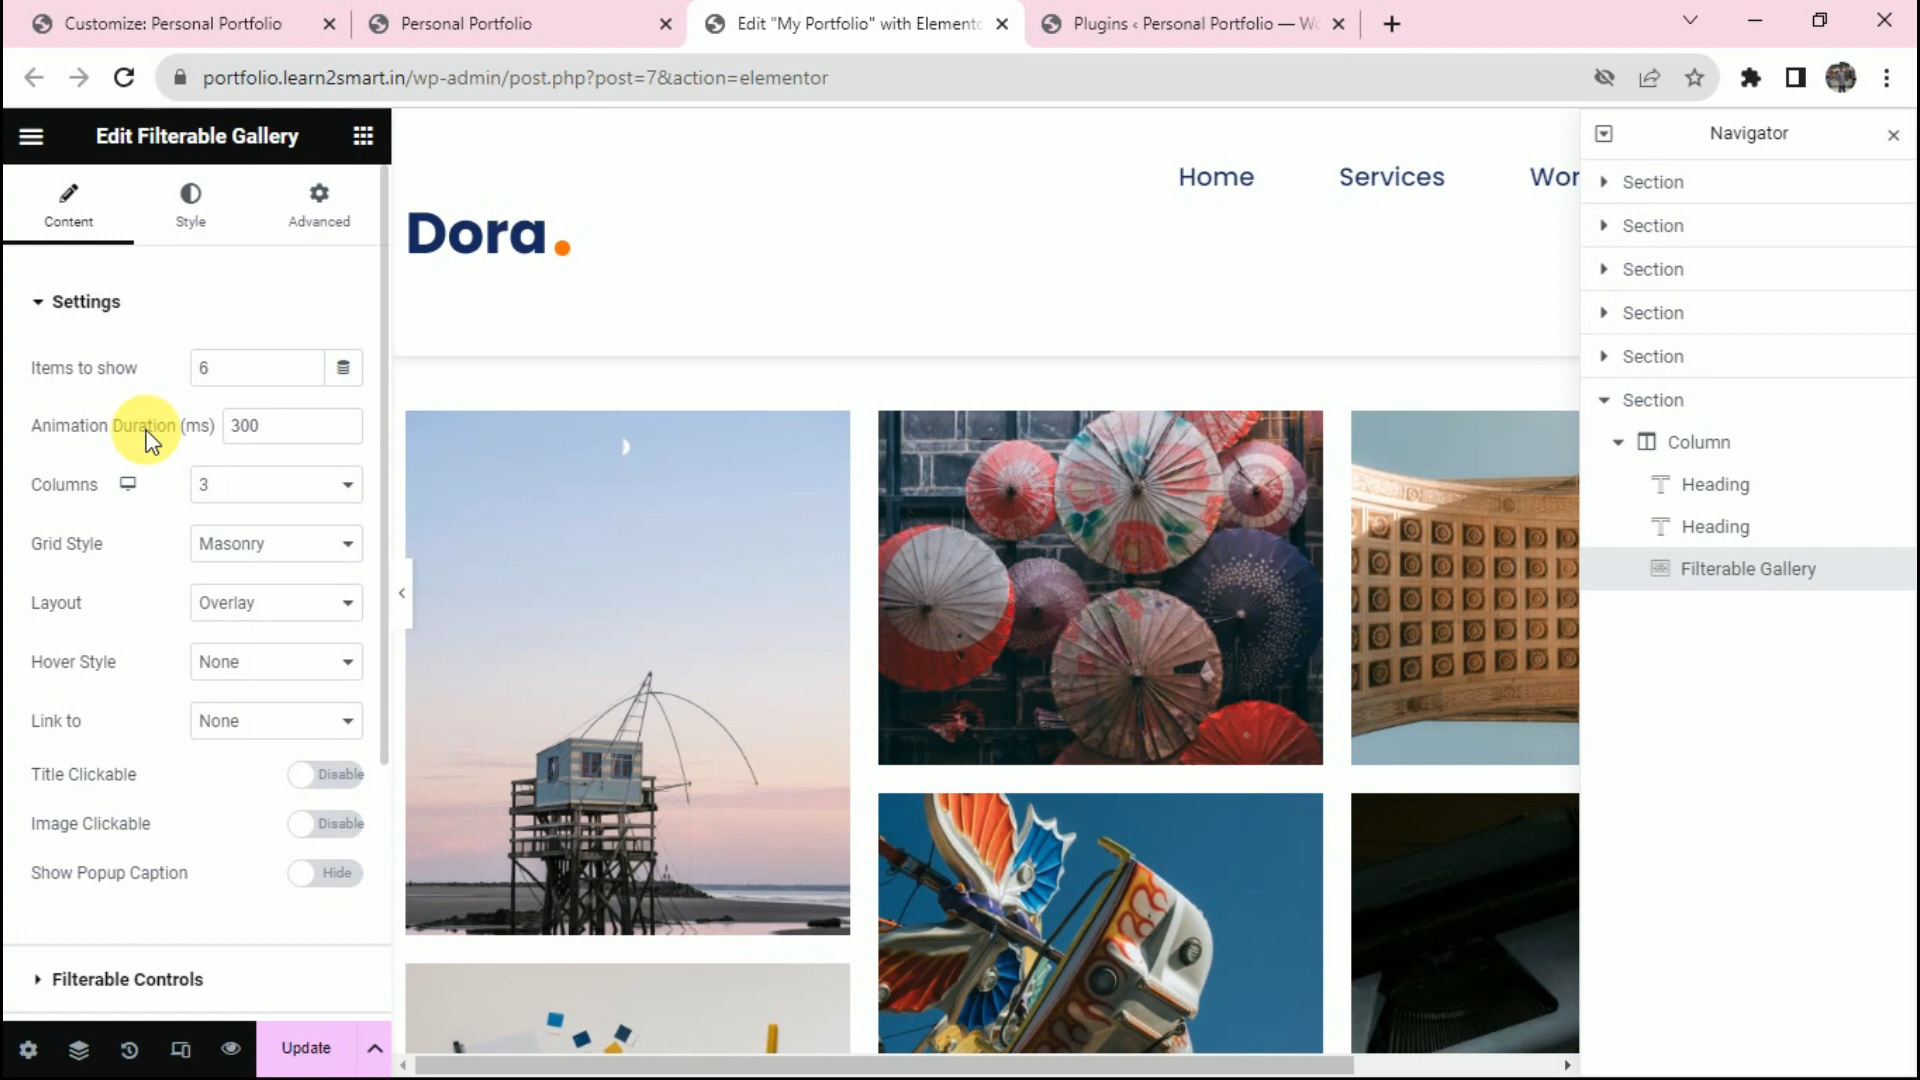 Customize: Personal Portfolio
Personal Portfolio
Edit "My Portfolio" with Elemento
Plugins ‹ Personal Portfolio — Wo
portfolio.learn2smart.in/wp-admin/post.php?post=7&action=elementor
Edit Filterable Gallery
Content
Style
Advanced
Settings
Items to show
6
Animation Duration (ms)
300
Columns
3
Grid Style
Masonry
Layout
Overlay
Hover Style
None
Link to
None
Title Clickable
Disable
Image Clickable
Disable
Show Popup Caption
Hide
Filterable Controls
Update
Home
Services
Wor
Dora.
Navigator
Section
Section
Section
Section
Section
Section
Column
Heading
Heading
Filterable Gallery